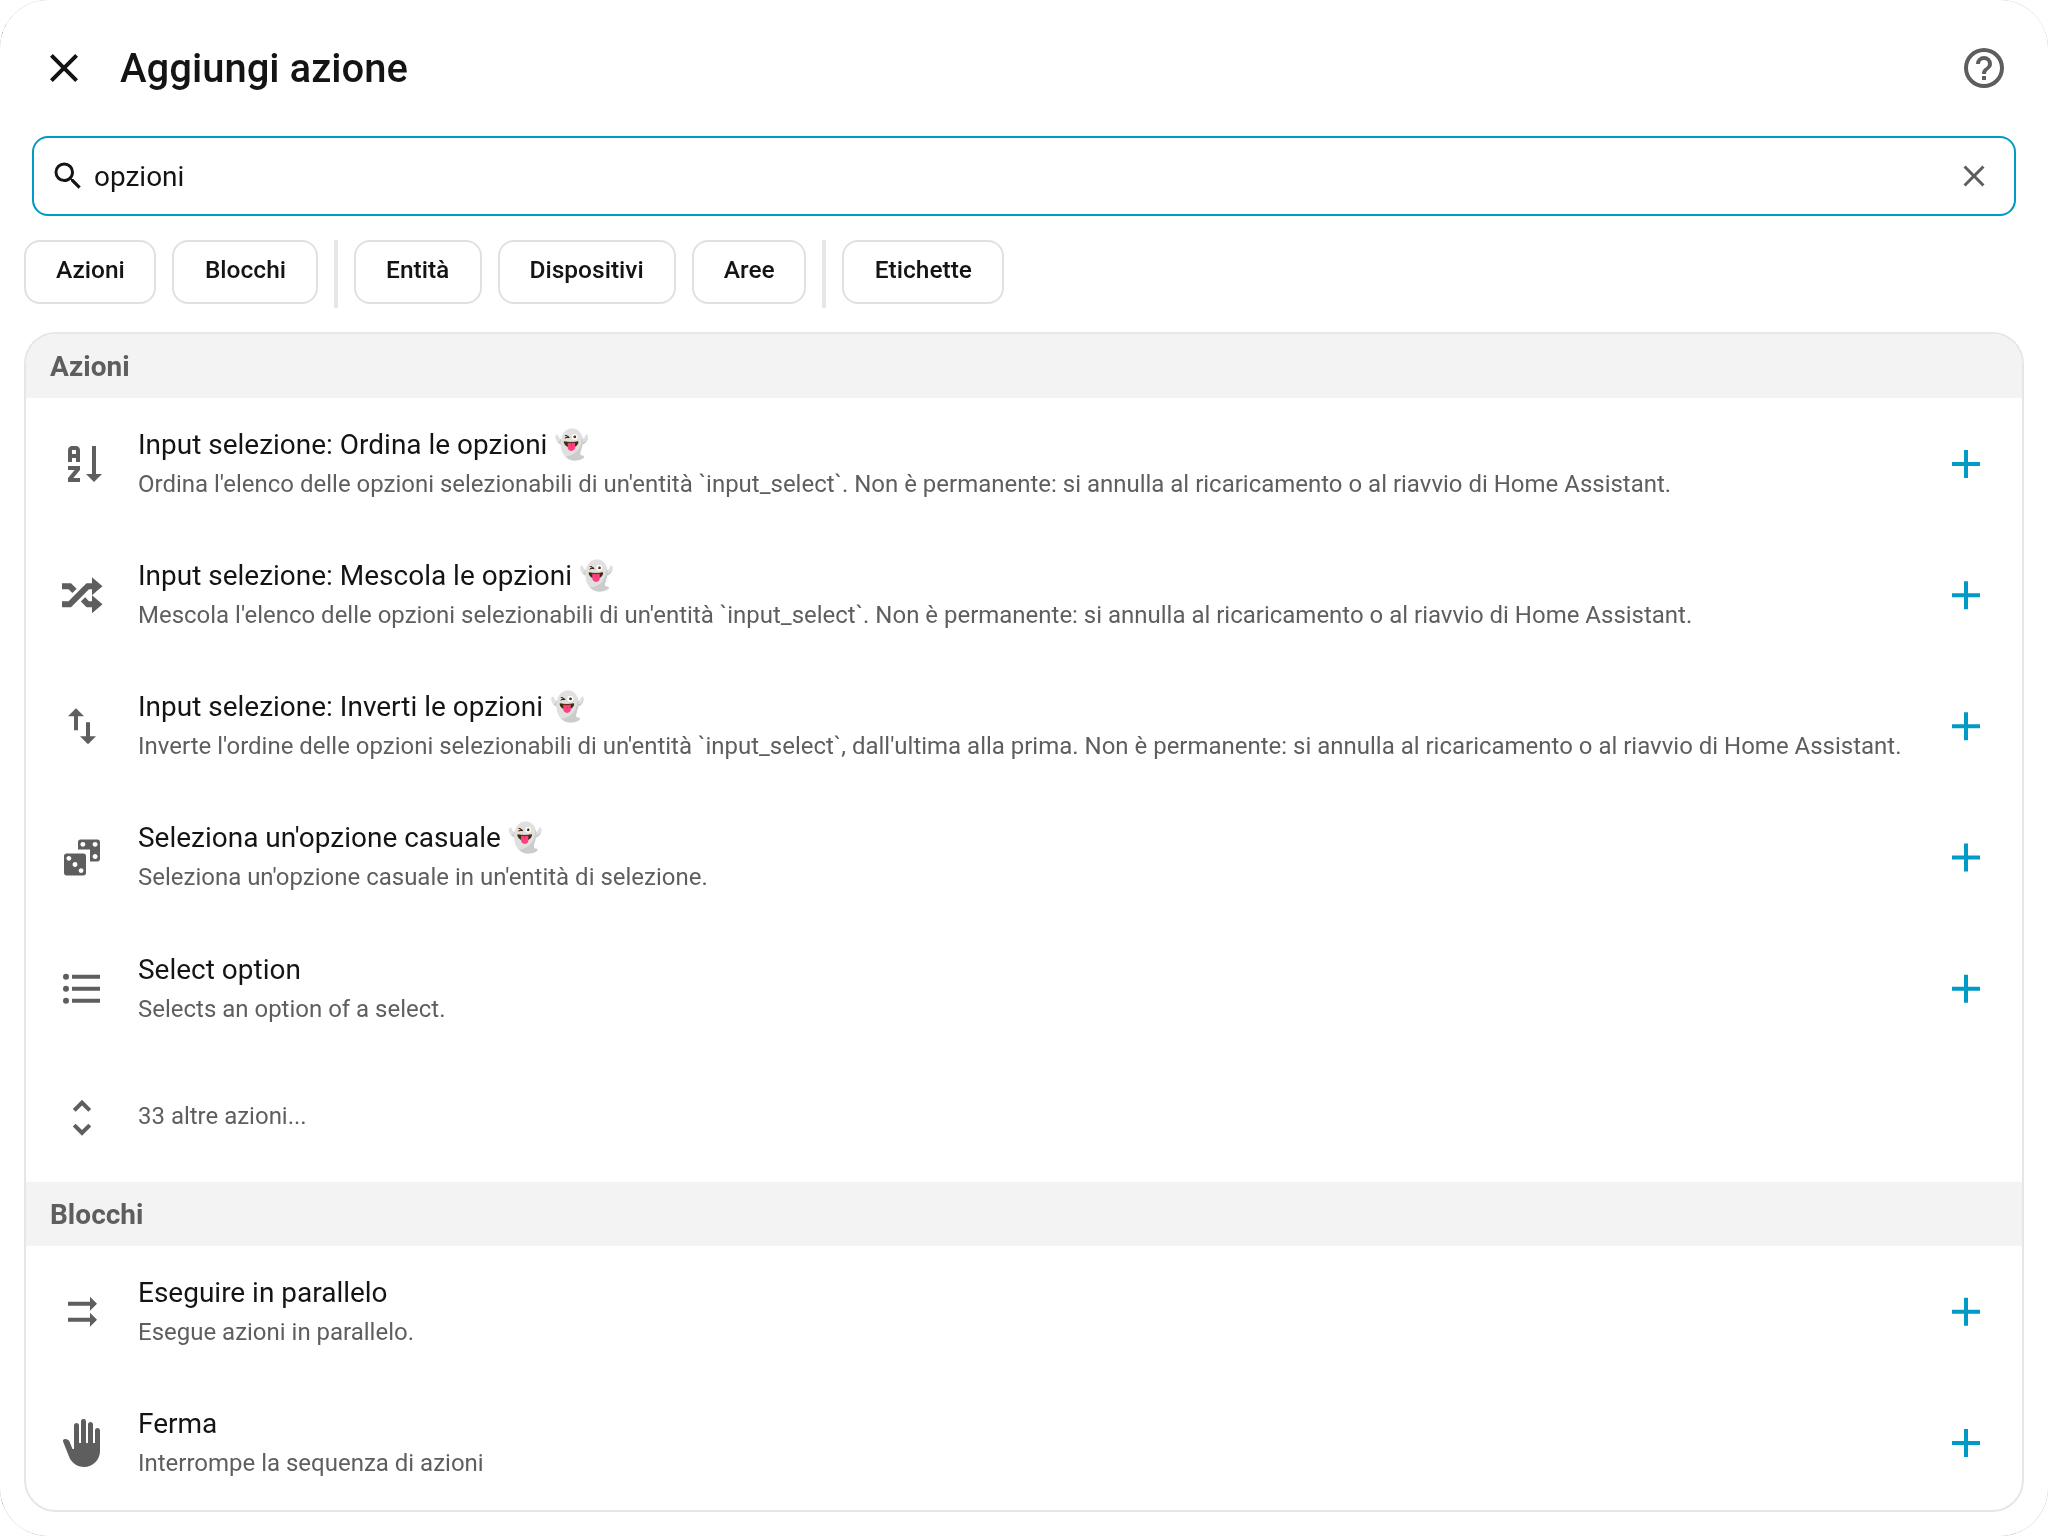 Aggiungi azione
opzioni
Azioni
Blocchi
Entità
Dispositivi
Aree
Etichette
Azioni
Input selezione: Ordina le opzioni 👻
Ordina l'elenco delle opzioni selezionabili di un'entità `input_select`. Non è permanente: si annulla al ricaricamento o al riavvio di Home Assistant.
Input selezione: Mescola le opzioni 👻
Mescola l'elenco delle opzioni selezionabili di un'entità `input_select`. Non è permanente: si annulla al ricaricamento o al riavvio di Home Assistant.
Input selezione: Inverti le opzioni 👻
Inverte l'ordine delle opzioni selezionabili di un'entità `input_select`, dall'ultima alla prima. Non è permanente: si annulla al ricaricamento o al riavvio di Home Assistant.
Seleziona un'opzione casuale 👻
Seleziona un'opzione casuale in un'entità di selezione.
Select option
Selects an option of a select.
33 altre azioni...
Blocchi
Eseguire in parallelo
Esegue azioni in parallelo.
Ferma
Interrompe la sequenza di azioni